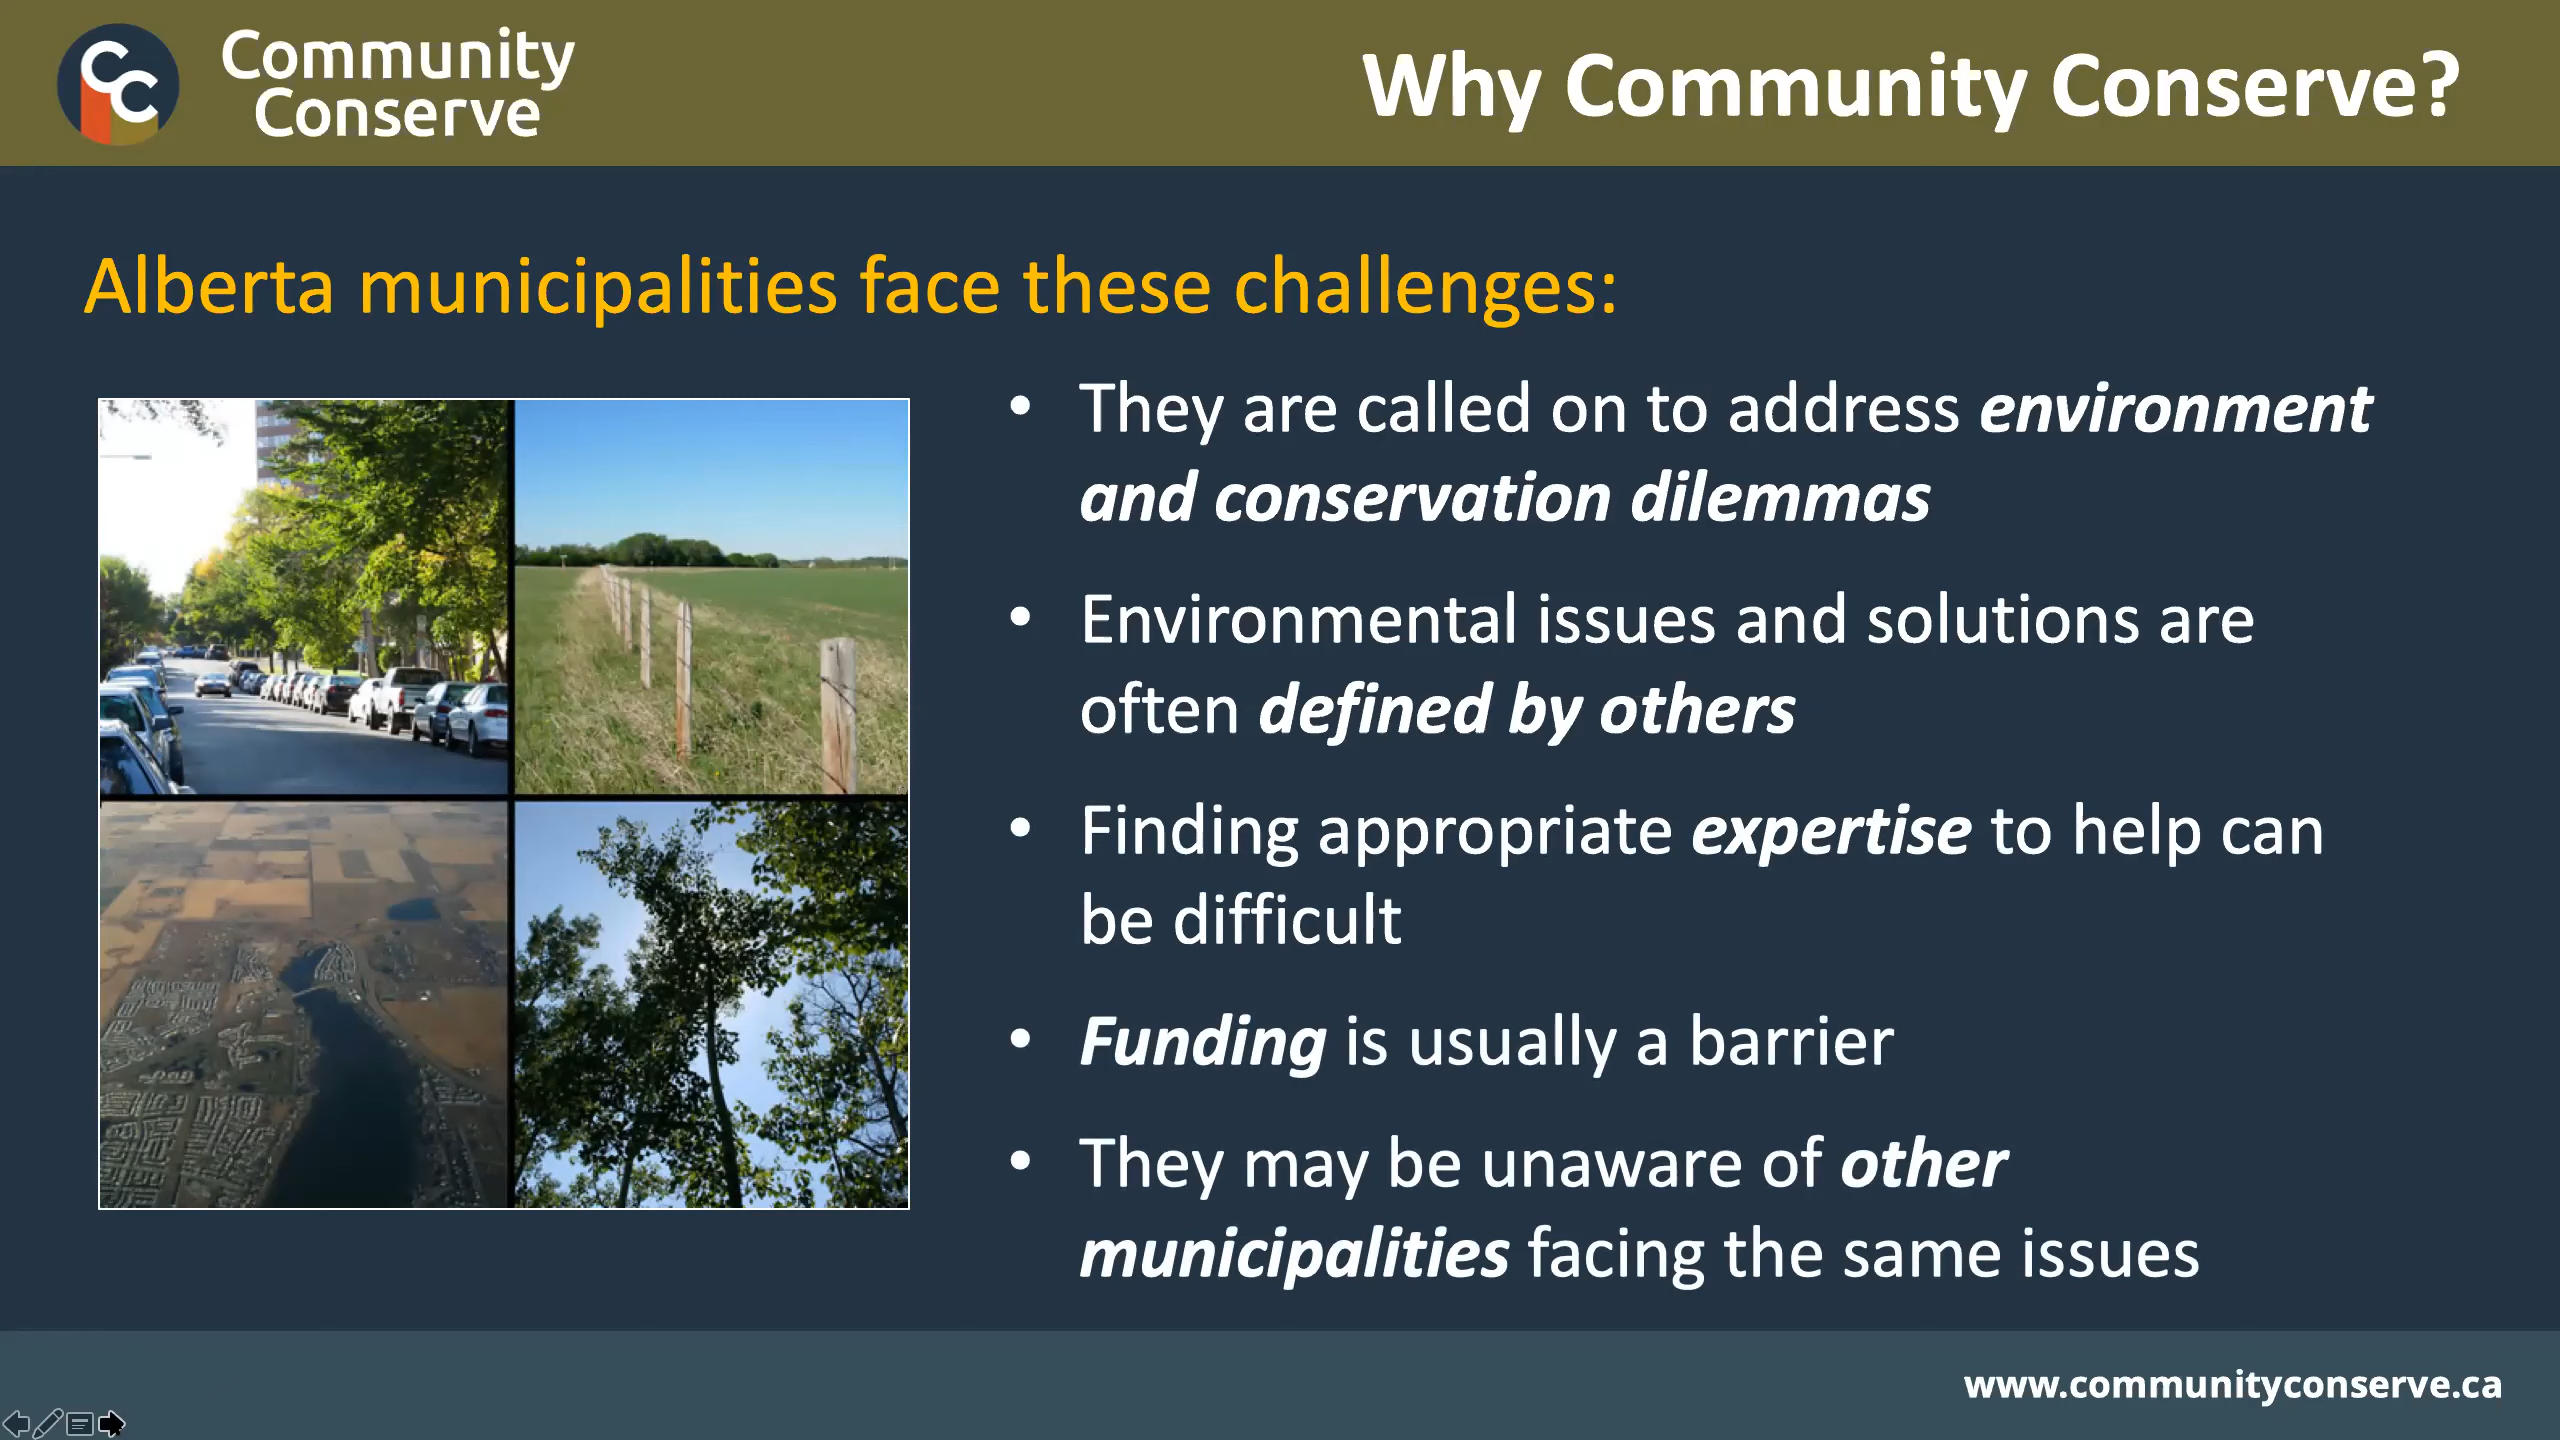 CC
Community
Conserve
Why Community Conserve?
Alberta municipalities face these challenges:
• They are called on to address environment
and conservation dilemmas
• Environmental issues and solutions are
often defined by others
• Finding appropriate expertise to help can
be difficult
• Funding is usually a barrier
• They may be unaware of other
municipalities facing the same issues
www.communityconserve.ca